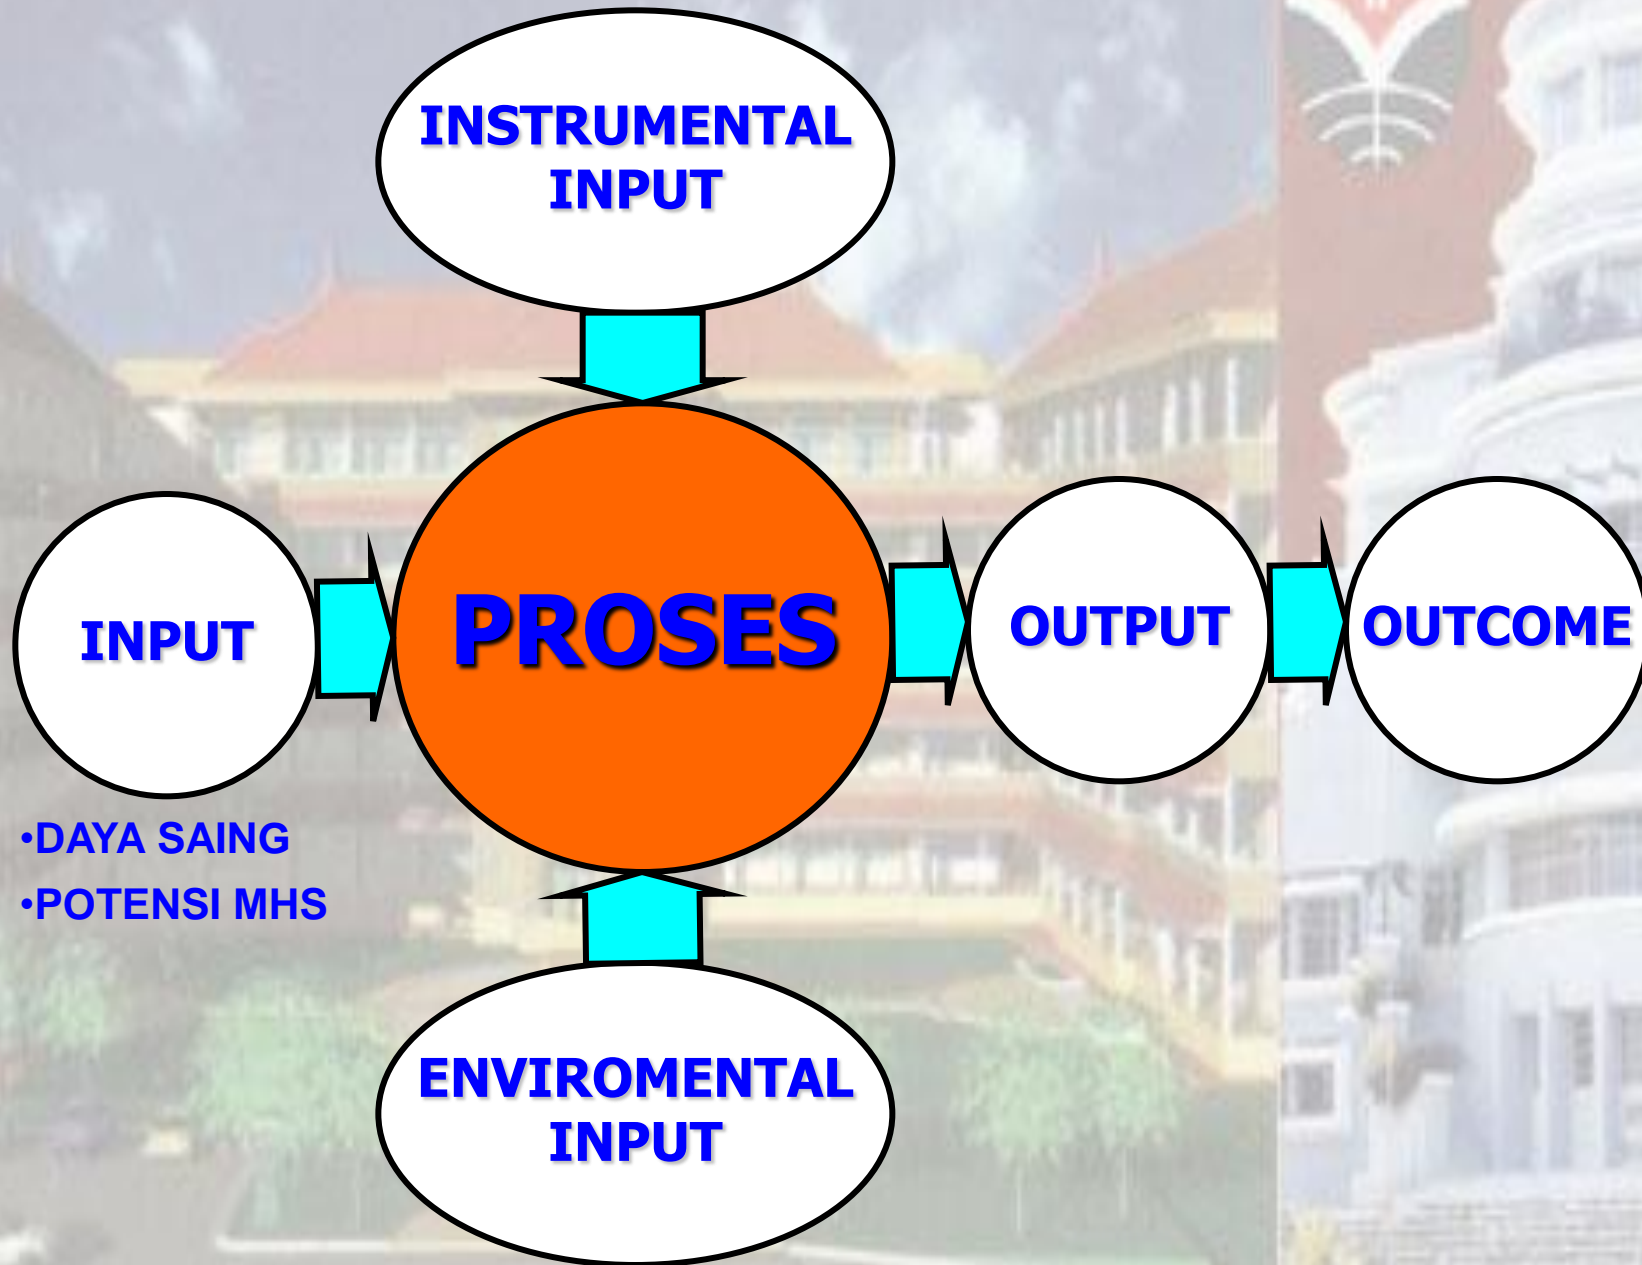 INSTRUMENTAL
INPUT
INPUT
PROSES
OUTPUT
OUTCOME
•DAYA SAING
•POTENSI MHS
ENVIROMENTAL
INPUT